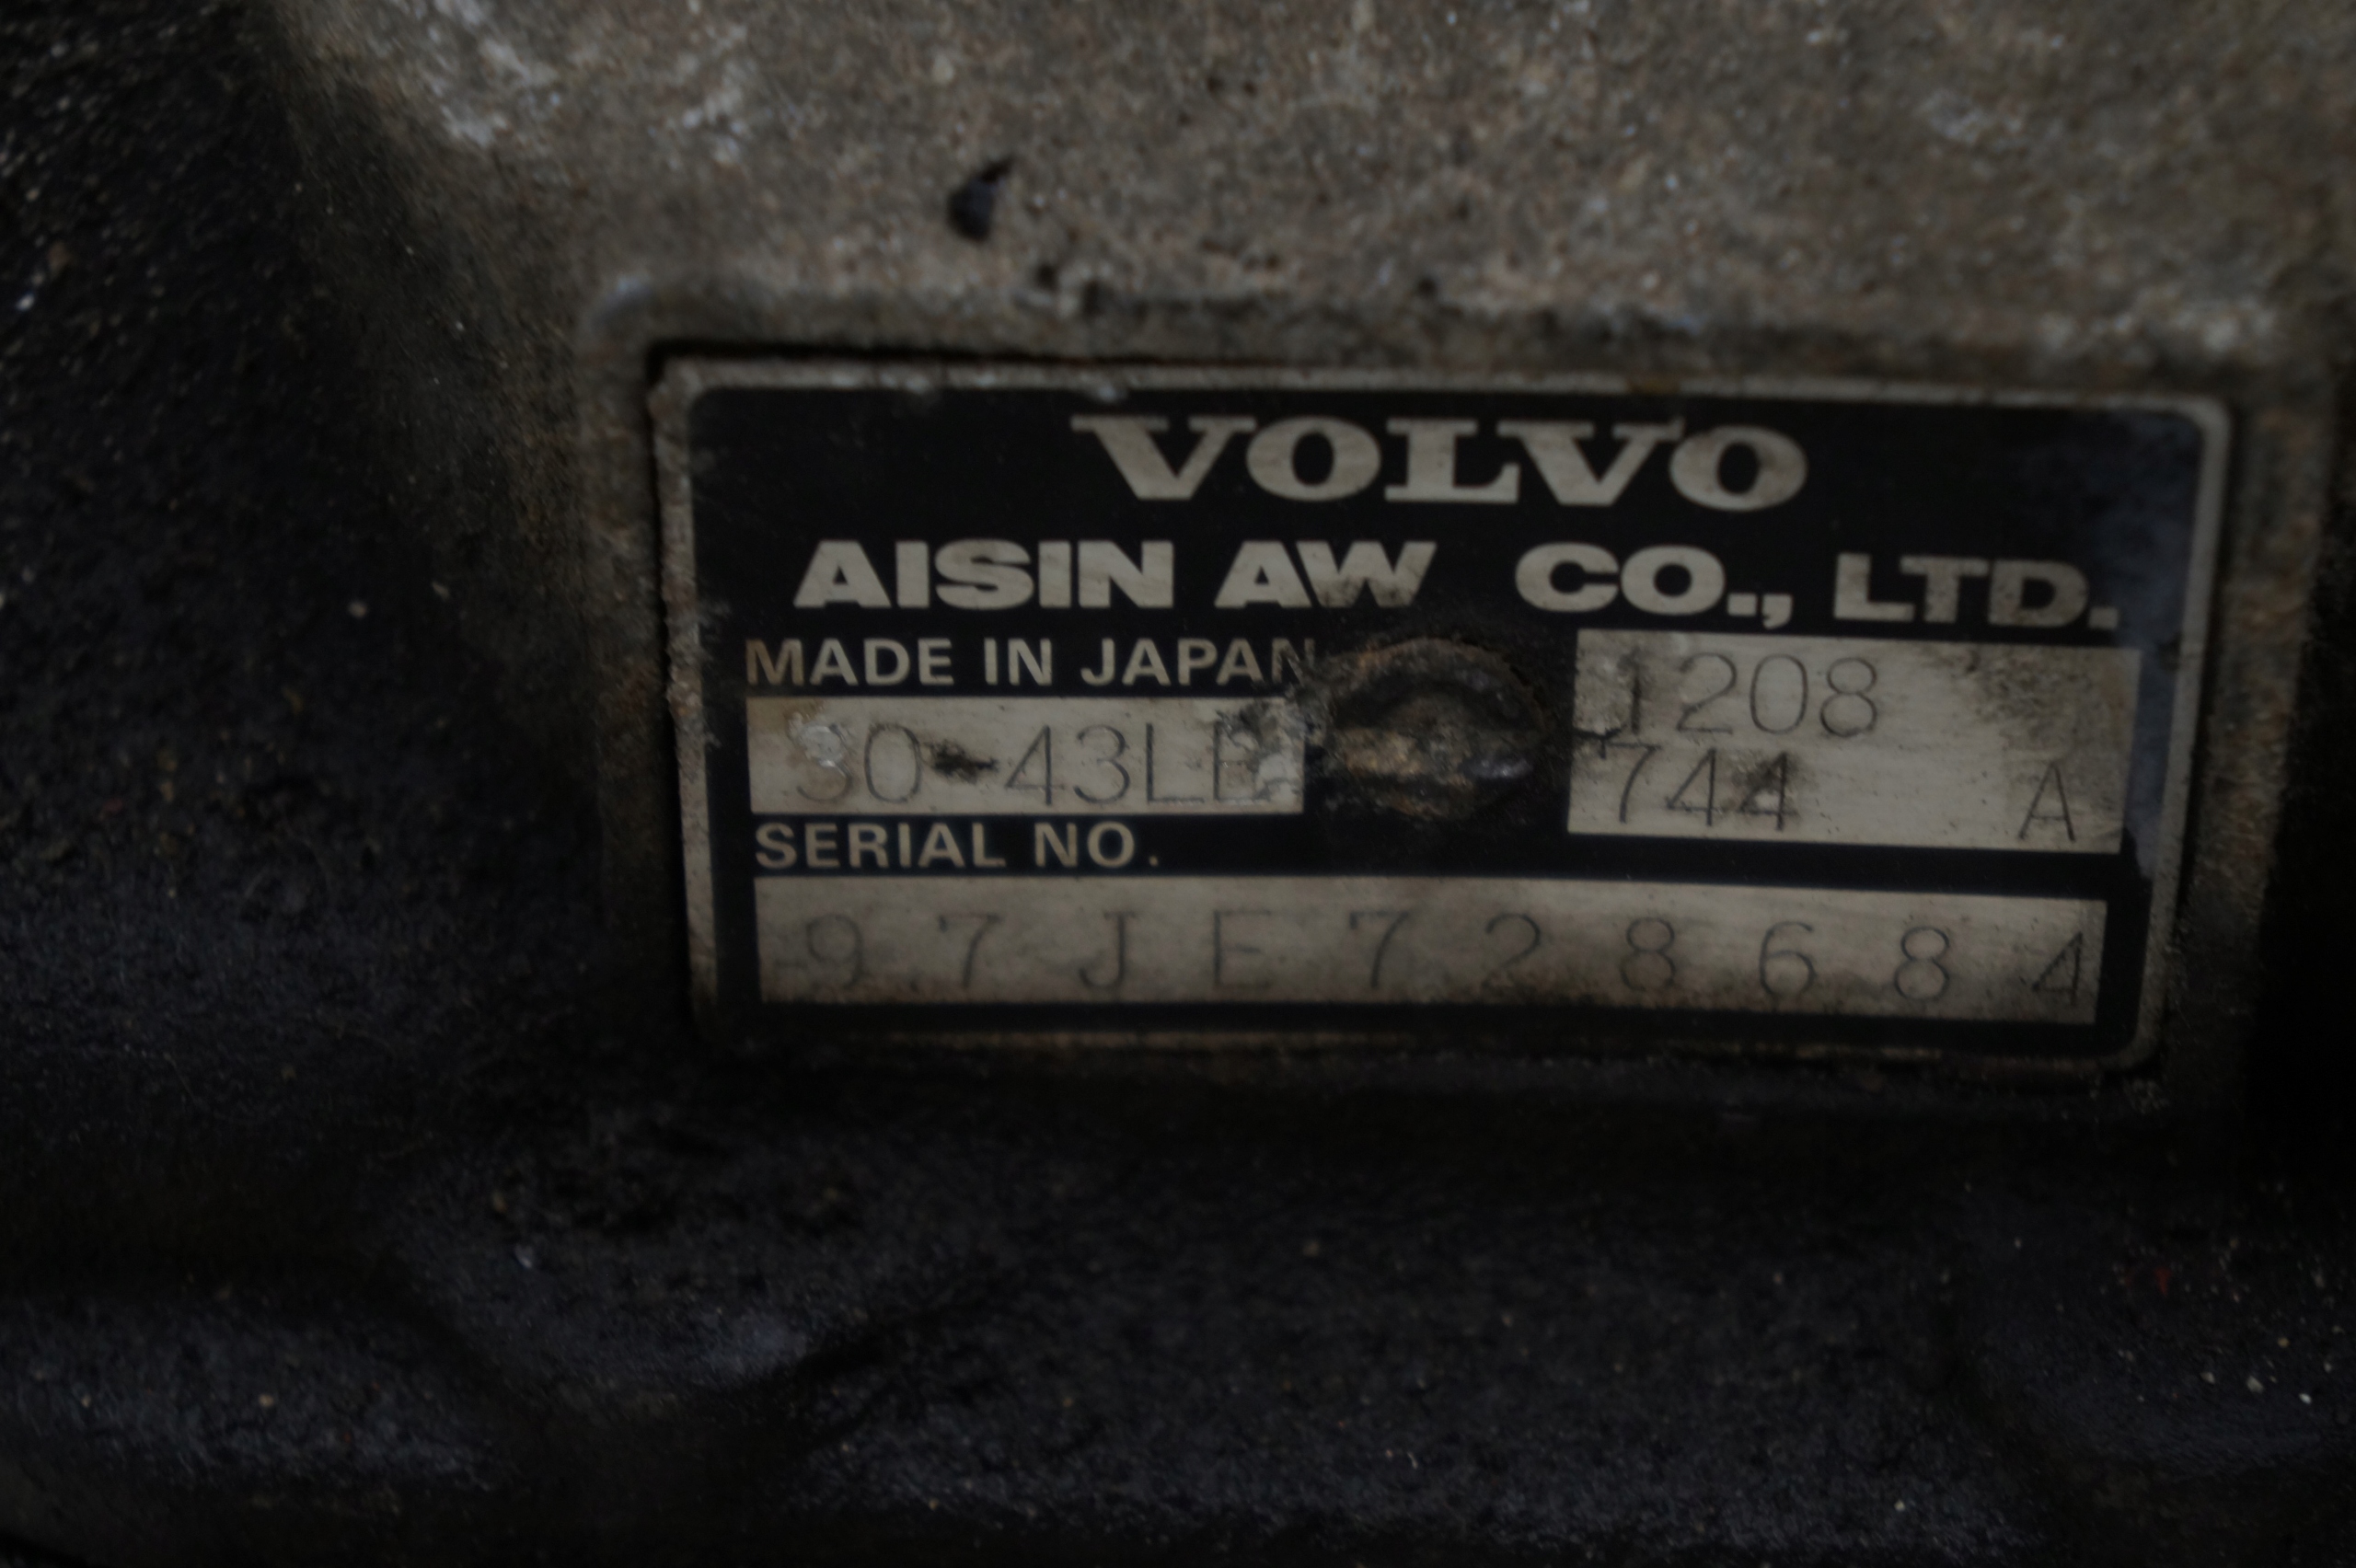 VOLVO
AISIN AW CO., LTD.
MADE IN JAPAN
1208
30-43LE
744 A
SERIAL NO.
97JE728684